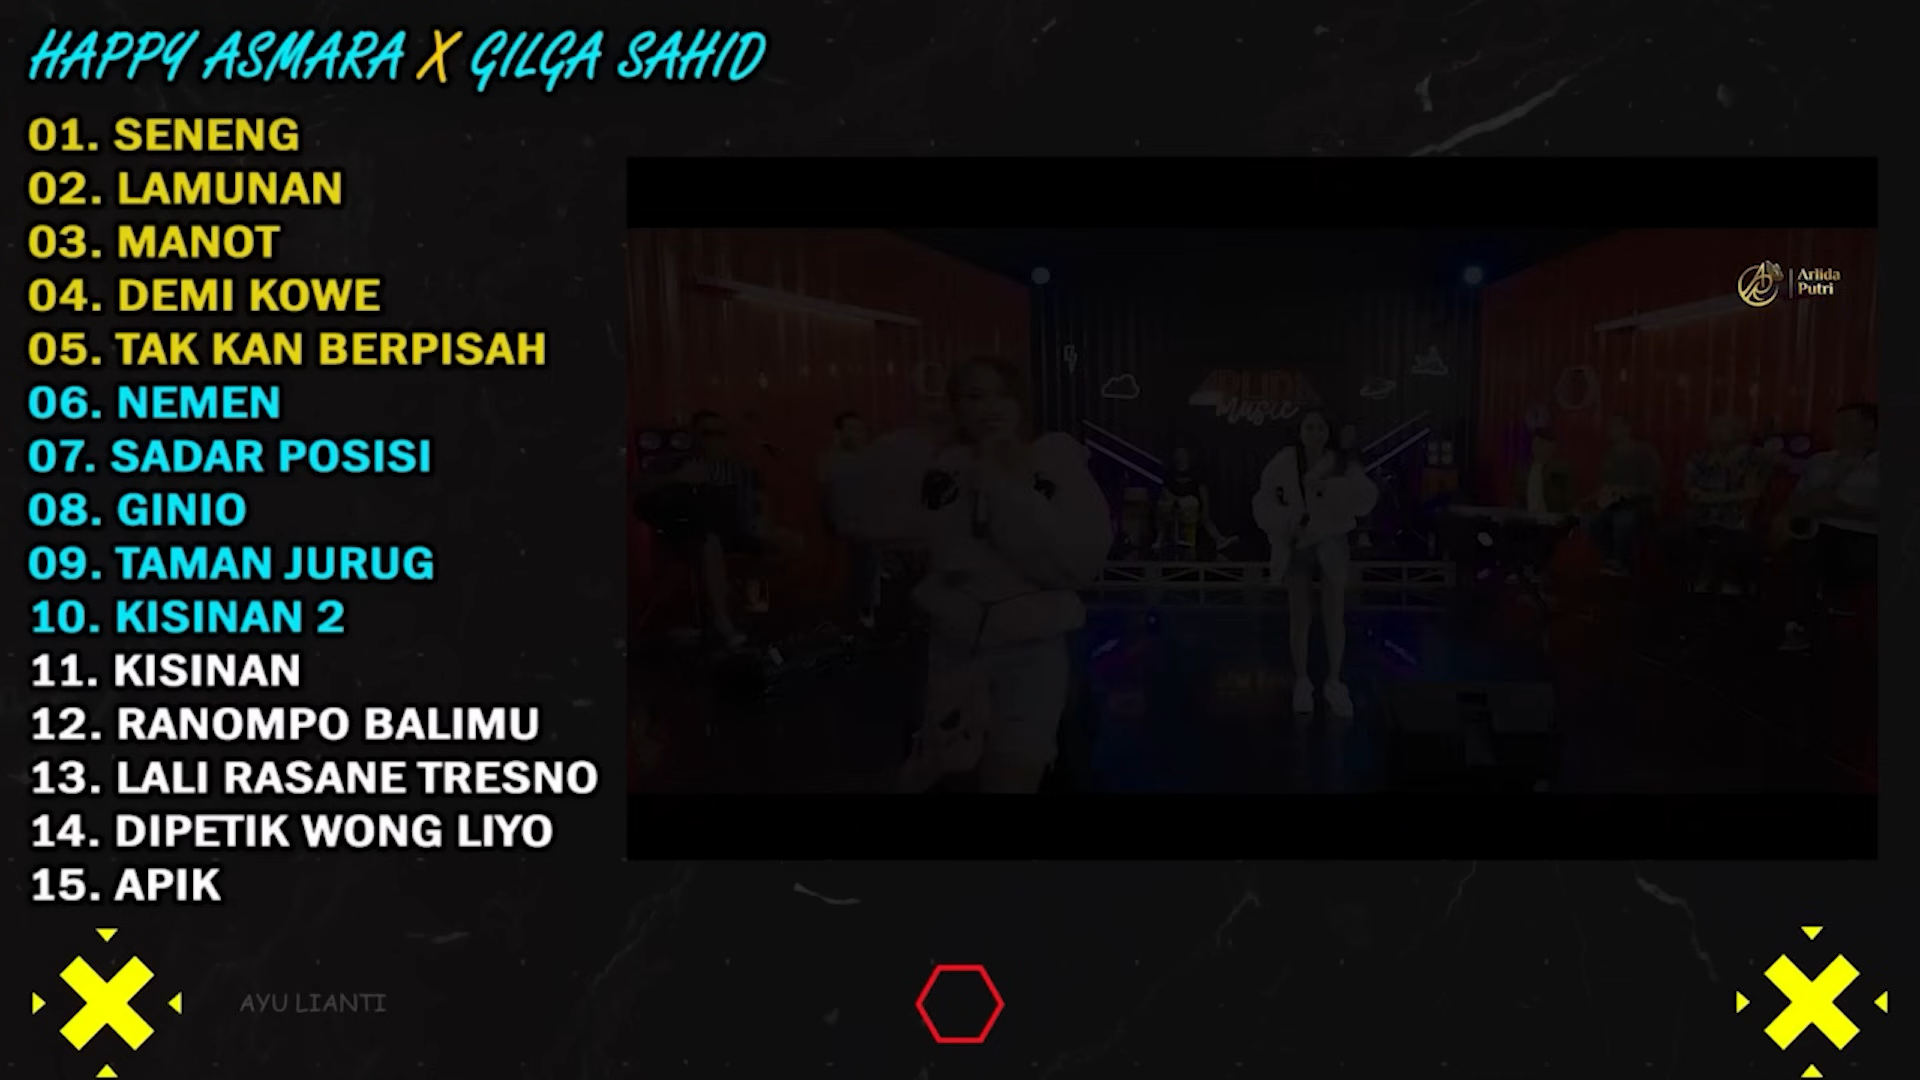 HAPPY ASMARA X GILGA SAHID
01. SENENG
02. LAMUNAN
03. MANOT
04. DEMI KOWE
05. TAK KAN BERPISAH
06. NEMEN
07. SADAR POSISI
08. GINIO
09. TAMAN JURUG
10. KISINAN 2
11. KISINAN
12. RANOMPO BALIMU
13. LALI RASANE TRESNO
14. DIPETIK WONG LIYO
15. APIK
Arlida
Putri
Music
AYU LIANTI